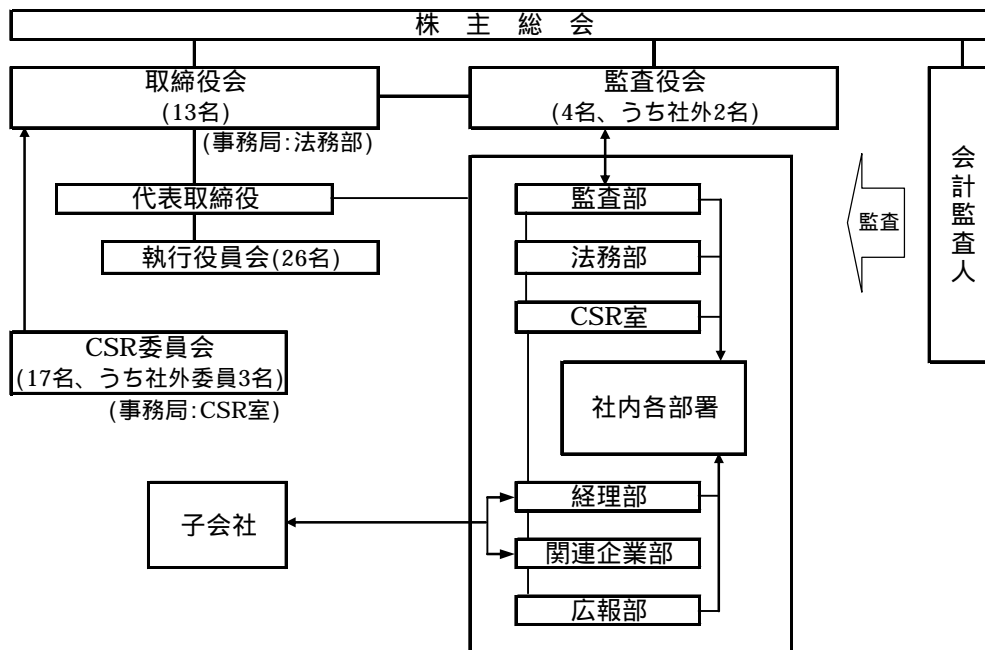 株　主　総　会
取締役会
(13名)
(事務局:法務部)
監査役会
(4名、うち社外2名)
会計監査人
監査
代表取締役
執行役員会(26名)
CSR委員会
(17名、うち社外委員3名)
(事務局:CSR室)
監査部
法務部
CSR室
社内各部署
経理部
関連企業部
広報部
子会社